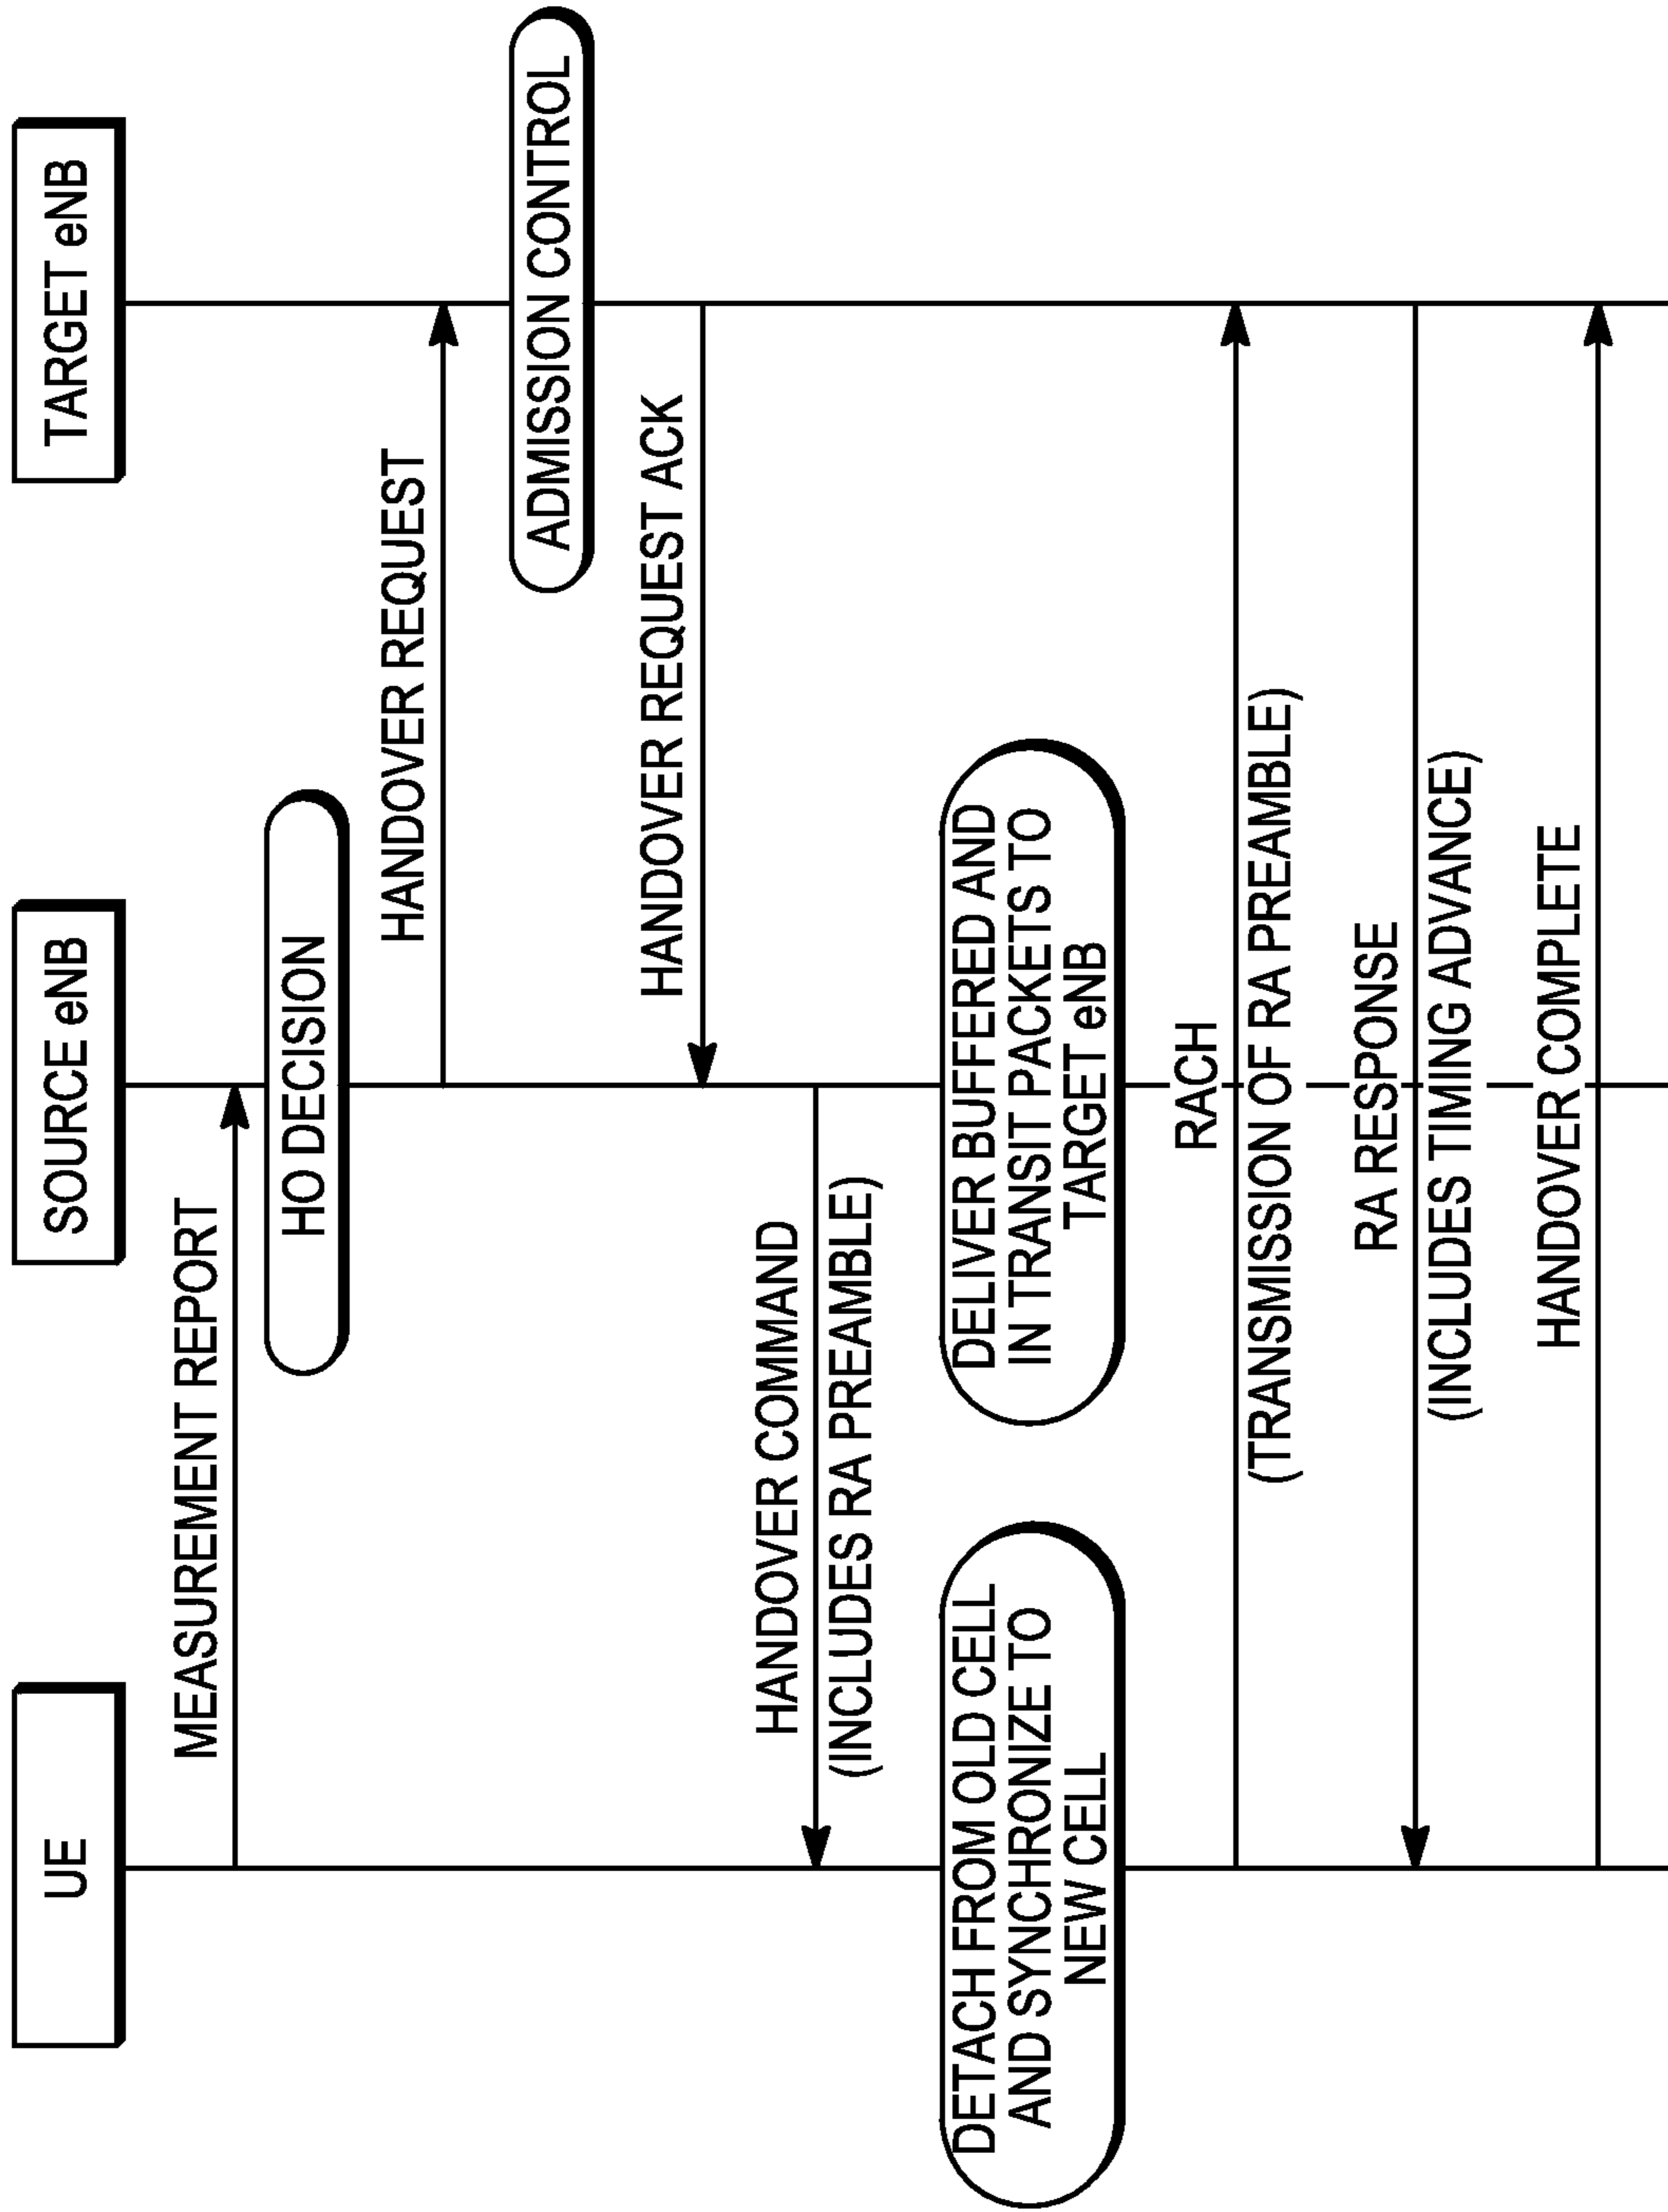 UE
SOURCE eNB
TARGET eNB
MEASUREMENT REPORT
HO DECISION
HANDOVER REQUEST
ADMISSION CONTROL
HANDOVER REQUEST ACK
HANDOVER COMMAND
(INCLUDES RA PREAMBLE)
DETACH FROM OLD CELL
AND SYNCHRONIZE TO
NEW CELL
DELIVER BUFFERED AND
IN TRANSIT PACKETS TO
TARGET eNB
RACH
(TRANSMISSION OF RA PREAMBLE)
RA RESPONSE
(INCLUDES TIMING ADVANCE)
HANDOVER COMPLETE